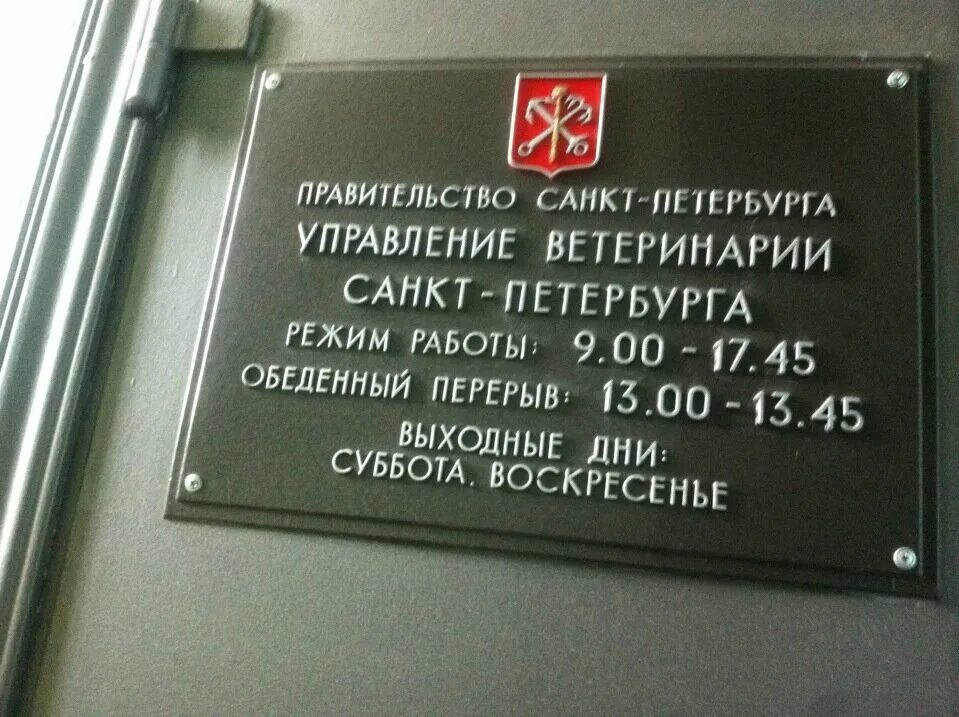 ПРАВИТЕЛЬСТВО САНКТ-ПЕТЕРБУРГА
УПРАВЛЕНИЕ ВЕТЕРИНАРИИ
САНКТ-ПЕТЕРБУРГА
РЕЖИМ РАБОТЫ: 9.00 - 17.45
ОБЕДЕННЫЙ ПЕРЕРЫВ: 13.00 - 13.45
ВЫХОДНЫЕ ДНИ:
СУББОТА. ВОСКРЕСЕНЬЕ